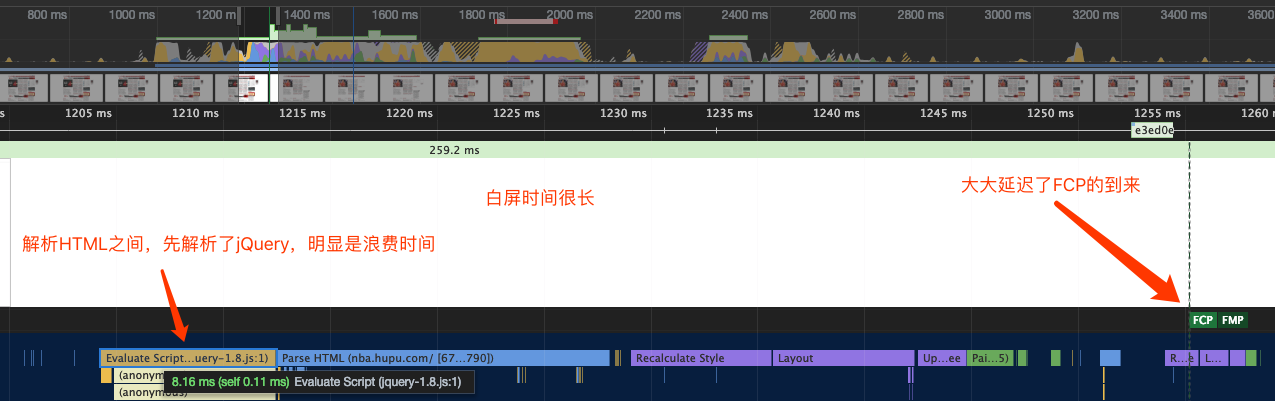 800 ms 1000 ms 1200 m 1400 ms 1600 ms 1800 ms 2000 ms 2200 ms 2400 ms 2600 ms 2800 ms 3000 ms 3200 ms 3400 ms 3600
1205 ms 1210 ms 1215 ms 1220 ms 1225 ms 1230 ms 1235 ms 1240 ms 1245 ms 1250 ms 1255 ms 1260
e3ed0e
259.2 ms
大大延迟了FCP的到来
白屏时间很长
解析HTML之间，先解析了jQuery，明显是浪费时间
FCP FMP
Evaluate Script...uery-1.8.js:1) Parse HTML (nba.hupu.com/ [67...790]) Recalculate Style Layout Up...ee Pai...5) R...e L...
(anonymous)
8.16 ms (self 0.11 ms) Evaluate Script (jquery-1.8.js:1)
(anonymous)